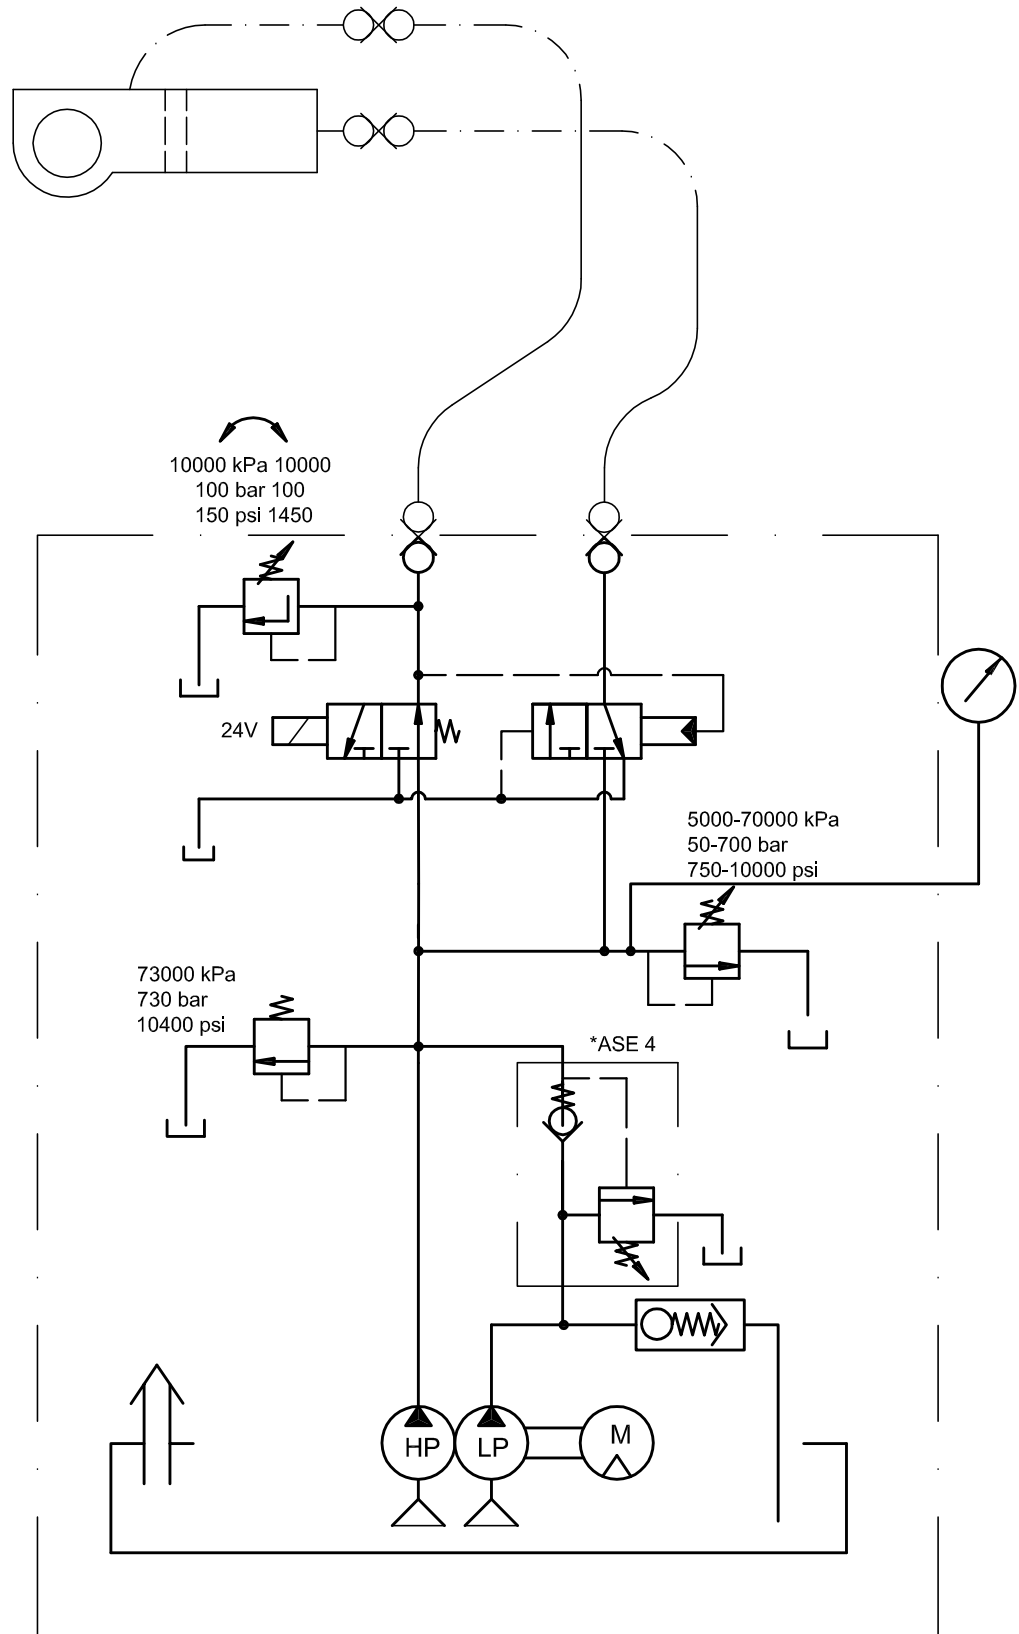 10000 kPa 10000
100 bar 100
150 psi 1450
24V
5000-70000 kPa
50-700 bar
750-10000 psi
73000 kPa
730 bar
10400 psi
*ASE 4
HP
LP
M